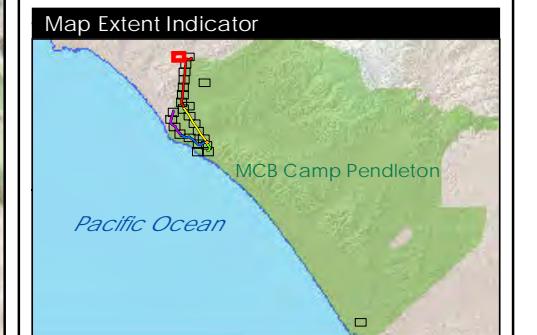 Map Extent Indicator
MCB Camp Pendleton
Pacific Ocean